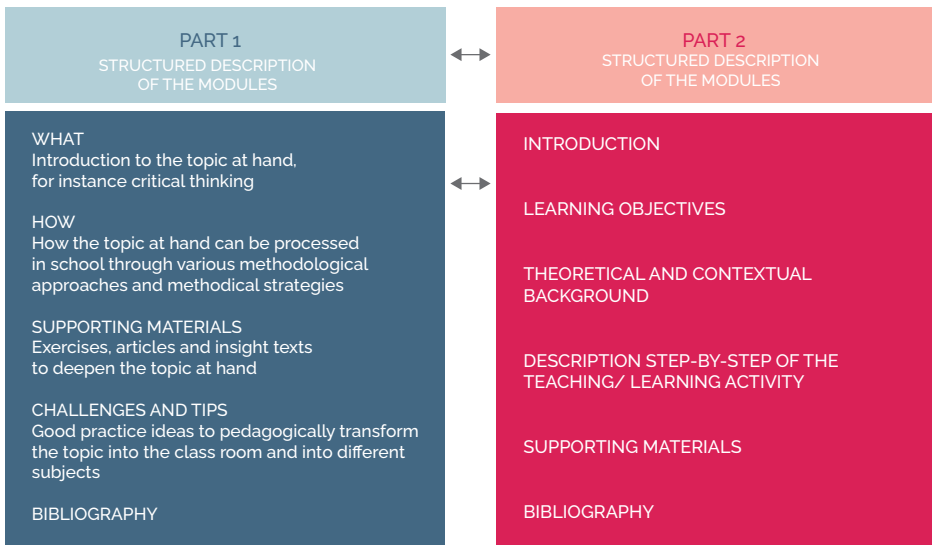 PART 1
STRUCTURED DESCRIPTION
OF THE MODULES
WHAT
Introduction to the topic at hand,
for instance critical thinking
HOW
How the topic at hand can be processed
in school through various methodological
approaches and methodical strategies
SUPPORTING MATERIALS
Exercises, articles and insight texts
to deepen the topic at hand
CHALLENGES AND TIPS
Good practice ideas to pedagogically transform
the topic into the class room and into different
subjects
BIBLIOGRAPHY
PART 2
STRUCTURED DESCRIPTION
OF THE MODULES
INTRODUCTION
LEARNING OBJECTIVES
THEORETICAL AND CONTEXTUAL
BACKGROUND
DESCRIPTION STEP-BY-STEP OF THE
TEACHING/ LEARNING ACTIVITY
SUPPORTING MATERIALS
BIBLIOGRAPHY